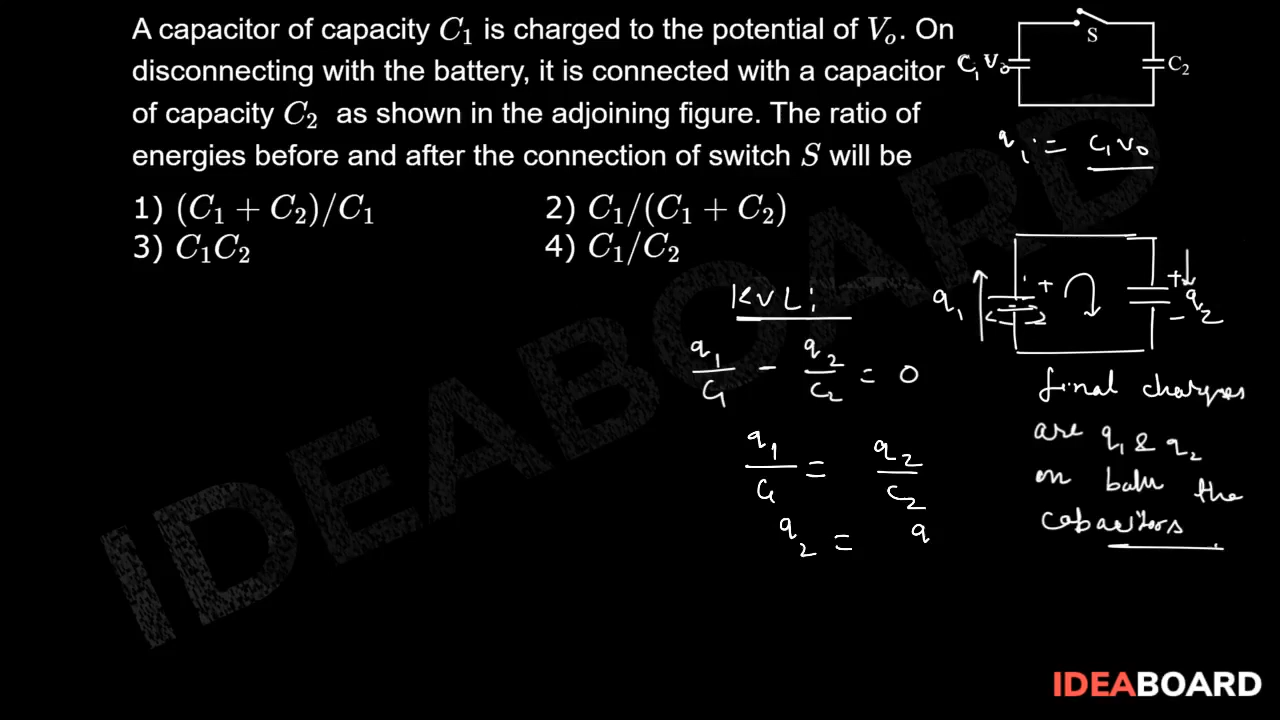 A capacitor of capacity C₁ is charged to the potential of Vₒ. On
disconnecting with the battery, it is connected with a capacitor
of capacity C₂ as shown in the adjoining figure. The ratio of
energies before and after the connection of switch S will be
1) (C₁ + C₂)/C₁
2) C₁/(C₁ + C₂)
3) C₁C₂
4) C₁/C₂
S
C₁ V₀
C₂
qᵢ = C₁V₀
q₁
+
+
-
q₂
KVL:
q₁/C₁ - q₂/C₂ = 0
q₁/C₁ = q₂/C₂
q₂ = q
final charges
are q₁ & q₂
on both the
capacitors
IDEABOARD
IDEABOARD